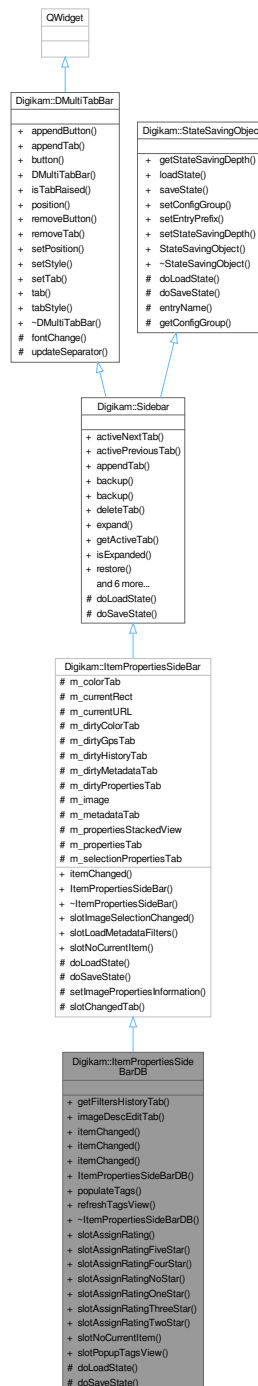 QWidget
Digikam::DMultiTabBar
+ appendButton()
+ appendTab()
+ button()
+ DMultiTabBar()
+ isTabRaised()
+ position()
+ removeButton()
+ removeTab()
+ setPosition()
+ setStyle()
+ setTab()
+ tab()
+ tabStyle()
+ ~DMultiTabBar()
# fontChange()
# updateSeparator()
Digikam::StateSavingObjec
+ getStateSavingDepth()
+ loadState()
+ saveState()
+ setConfigGroup()
+ setEntryPrefix()
+ setStateSavingDepth()
+ StateSavingObject()
+ ~StateSavingObject()
# doLoadState()
# doSaveState()
# entryName()
# getConfigGroup()
Digikam::Sidebar
+ activeNextTab()
+ activePreviousTab()
+ appendTab()
+ backup()
+ backup()
+ deleteTab()
+ expand()
+ getActiveTab()
+ isExpanded()
+ restore()
and 6 more...
# doLoadState()
# doSaveState()
Digikam::ItemPropertiesSideBar
# m_colorTab
# m_currentRect
# m_currentURL
# m_dirtyColorTab
# m_dirtyGpsTab
# m_dirtyHistoryTab
# m_dirtyMetadataTab
# m_dirtyPropertiesTab
# m_image
# m_metadataTab
# m_propertiesStackedView
# m_propertiesTab
# m_selectionPropertiesTab
+ itemChanged()
+ ItemPropertiesSideBar()
+ ~ItemPropertiesSideBar()
+ slotImageSelectionChanged()
+ slotLoadMetadataFilters()
+ slotNoCurrentItem()
# doLoadState()
# doSaveState()
# setImagePropertiesInformation()
# slotChangedTab()
Digikam::ItemPropertiesSide
BarDB
+ getFiltersHistoryTab()
+ imageDescEditTab()
+ itemChanged()
+ itemChanged()
+ itemChanged()
+ ItemPropertiesSideBarDB()
+ populateTags()
+ refreshTagsView()
+ ~ItemPropertiesSideBarDB()
+ slotAssignRating()
+ slotAssignRatingFiveStar()
+ slotAssignRatingFourStar()
+ slotAssignRatingNoStar()
+ slotAssignRatingOneStar()
+ slotAssignRatingThreeStar()
+ slotAssignRatingTwoStar()
+ slotNoCurrentItem()
+ slotPopupTagsView()
# doLoadState()
# doSaveState()